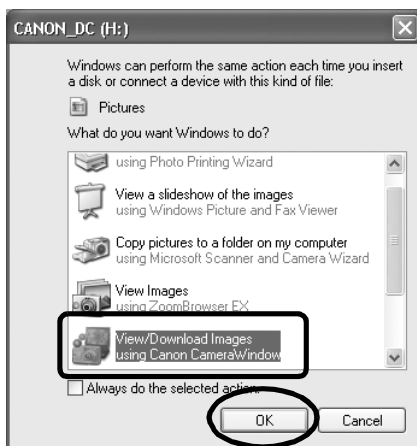 CANON_DC (H:)
Windows can perform the same action each time you insert
a disk or connect a device with this kind of file:
Pictures
What do you want Windows to do?
using Photo Printing Wizard
View a slideshow of the images
using Windows Picture and Fax Viewer
Copy pictures to a folder on my computer
using Microsoft Scanner and Camera Wizard
View Images
using ZoomBrowser EX
View/Download Images
using Canon CameraWindow
Always do the selected action.
OK
Cancel